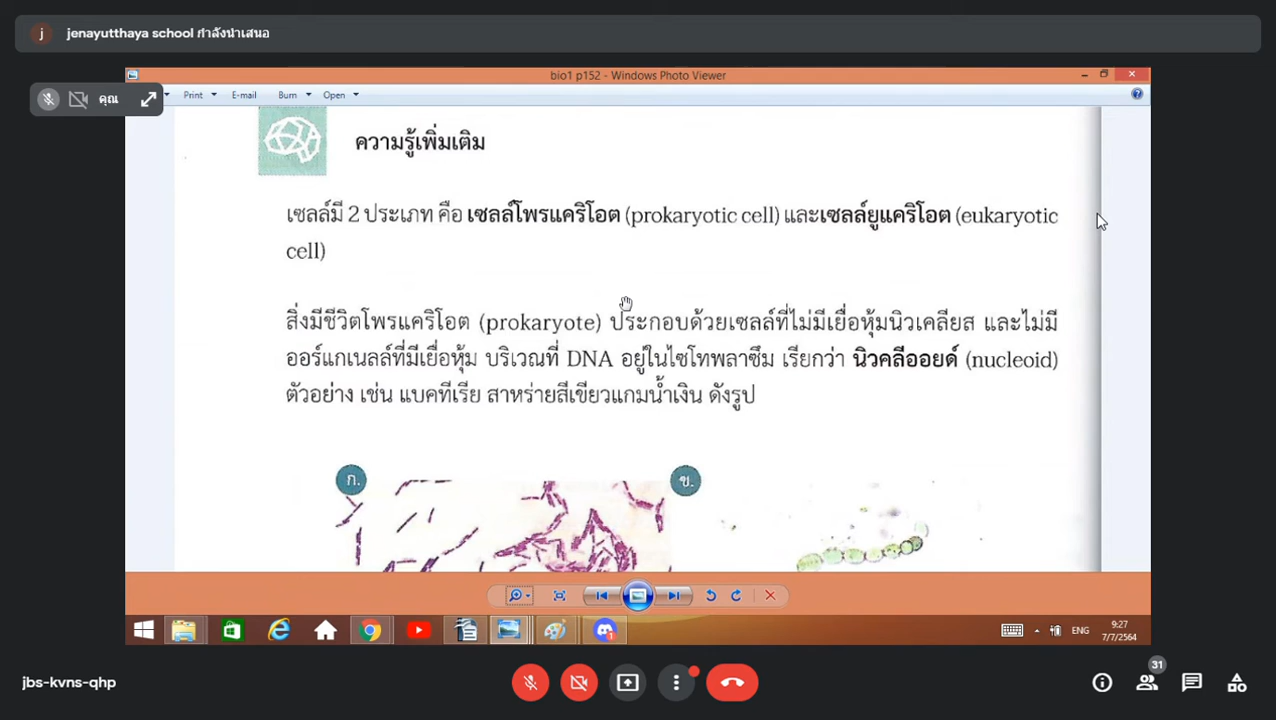 j jenayutthaya school กำลังนำเสนอ
bio1 p152 - Windows Photo Viewer
คุณ
Print E-mail Burn Open
ความรู้เพิ่มเติม
เซลล์มี 2 ประเภท คือ เซลล์โพรแคริโอต (prokaryotic cell) และเซลล์ยูแคริโอต (eukaryotic
cell)
สิ่งมีชีวิตโพรแคริโอต (prokaryote) ประกอบด้วยเซลล์ที่ไม่มีเยื่อหุ้มนิวเคลียส และไม่มี
ออร์แกเนลล์ที่มีเยื่อหุ้ม บริเวณที่ DNA อยู่ในไซโทพลาซึม เรียกว่า นิวคลีออยด์ (nucleoid)
ตัวอย่าง เช่น แบคทีเรีย สาหร่ายสีเขียวแกมน้ำเงิน ดังรูป
ก. ข.
ENG
9:27
7/7/2564
jbs-kvns-qhp
31